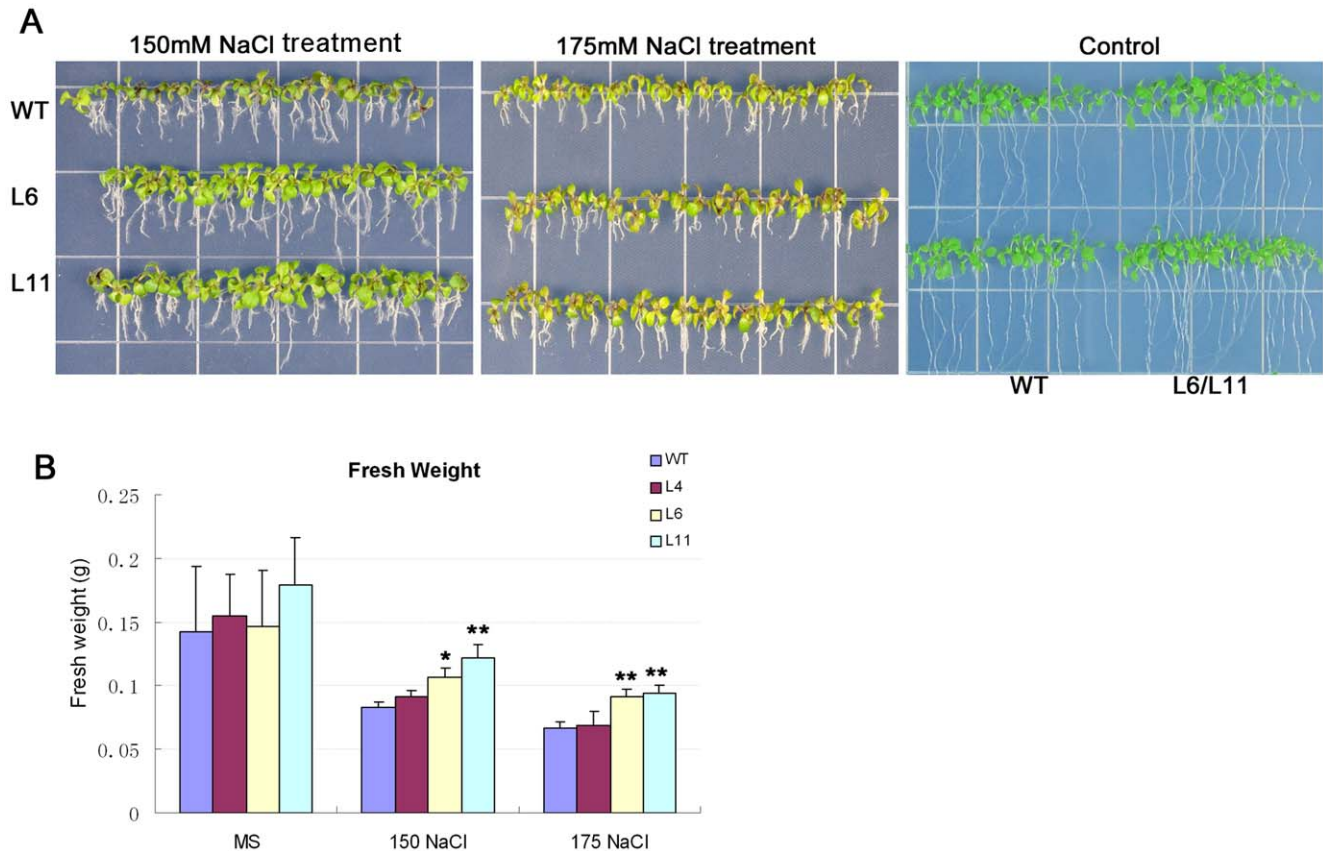 A
150mM NaCl treatment
175mM NaCl treatment
Control
WT
L6
L11
WT
L6/L11
B
Fresh Weight
WT
L4
L6
L11
Fresh weight (g)
0.25
0.2
0.15
0.1
0.05
0
*
**
**
**
MS
150 NaCl
175 NaCl